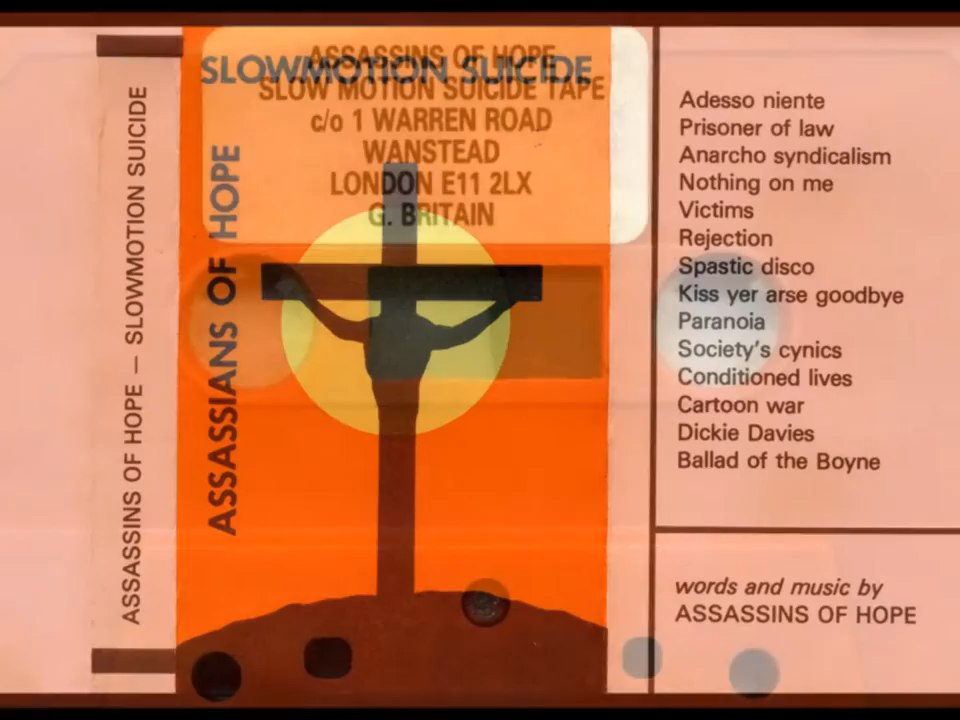 ASSASSINS OF HOPE — SLOWMOTION SUICIDE
SLOWMOTION SUICIDE
ASSASSIANS OF HOPE
ASSASSINS OF HOPE
SLOW MOTION SUICIDE TAPE
c/o 1 WARREN ROAD
WANSTEAD
LONDON E11 2LX
G. BRITAIN
Adesso niente
Prisoner of law
Anarcho syndicalism
Nothing on me
Victims
Rejection
Spastic disco
Kiss yer arse goodbye
Paranoia
Society's cynics
Conditioned lives
Cartoon war
Dickie Davies
Ballad of the Boyne
words and music by
ASSASSINS OF HOPE